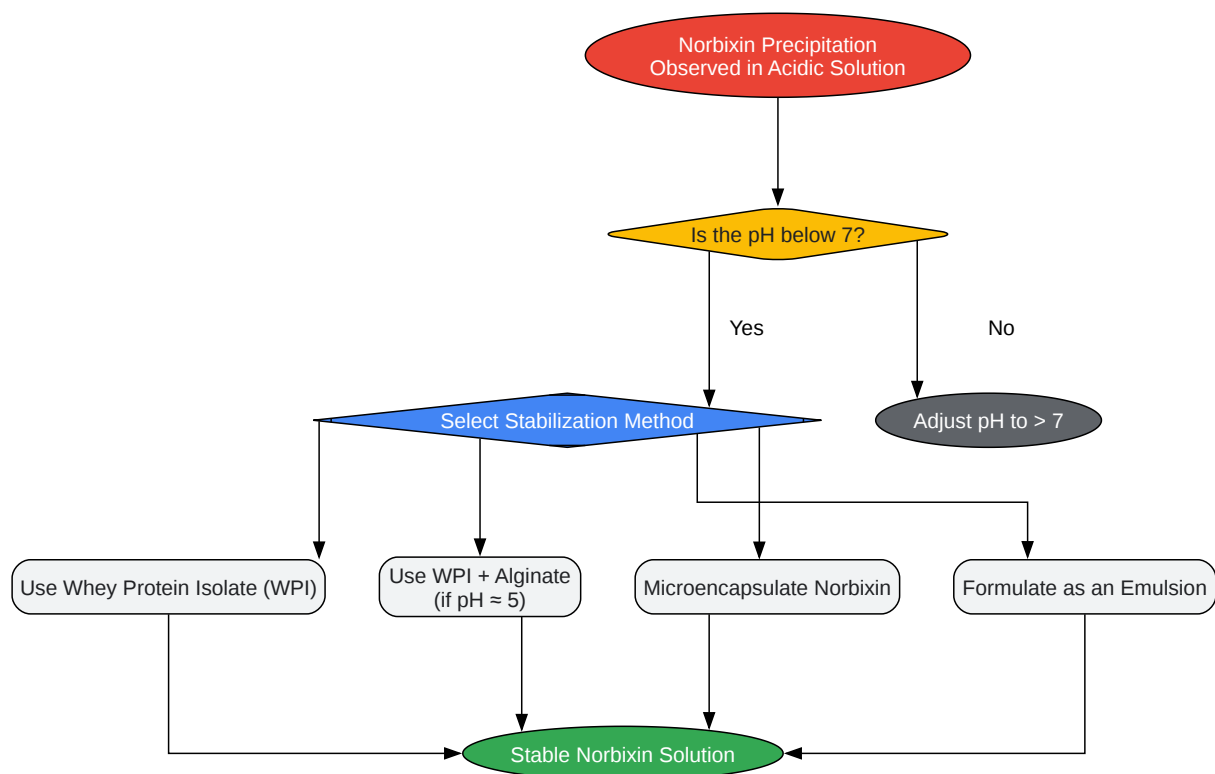 Norbixin Precipitation
Observed in Acidic Solution
Is the pH below 7?
Yes
No
Select Stabilization Method
Adjust pH to > 7
Use Whey Protein Isolate (WPI)
Use WPI + Alginate
(if pH ≈ 5)
Microencapsulate Norbixin
Formulate as an Emulsion
Stable Norbixin Solution